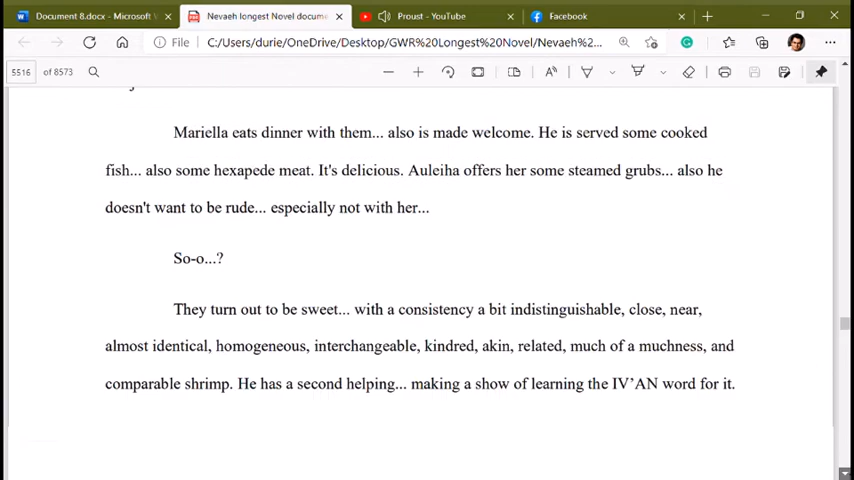 Document 8.docx - Microsoft W
Nevaeh longest Novel docume
Proust - YouTube
Facebook
File C:/Users/durie/OneDrive/Desktop/GWR%20Longest%20Novel/Nevaeh%2...
5516 of 8573
Mariella eats dinner with them... also is made welcome. He is served some cooked
fish... also some hexapede meat. It's delicious. Auleiha offers her some steamed grubs... also he
doesn't want to be rude... especially not with her...
So-o...?
They turn out to be sweet... with a consistency a bit indistinguishable, close, near,
almost identical, homogeneous, interchangeable, kindred, akin, related, much of a muchness, and
comparable shrimp. He has a second helping... making a show of learning the IV’AN word for it.